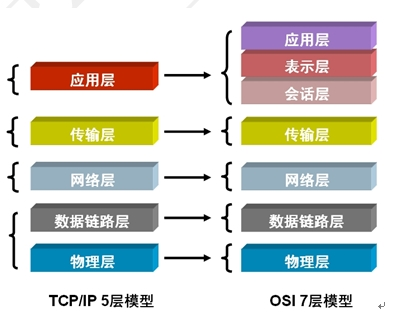 应用层
表示层
会话层
应用层
传输层
传输层
网络层
网络层
数据链路层
数据链路层
物理层
物理层
TCP/IP 5层模型
OSI 7层模型